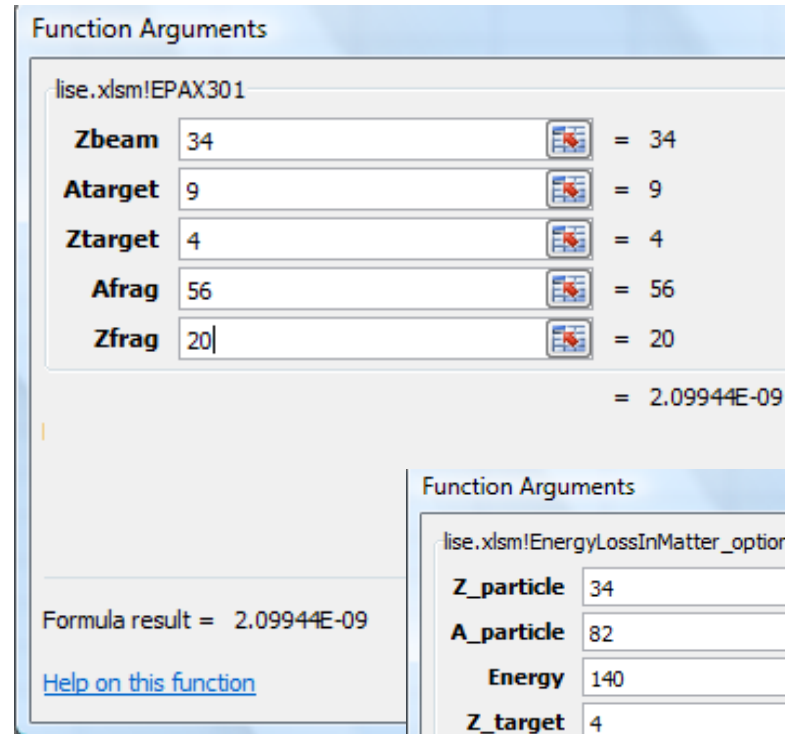 Function Arguments
lise.xlsm!EPAX301
Zbeam 34 = 34
Atarget 9 = 9
Ztarget 4 = 4
Afrag 56 = 56
Zfrag 20 = 20
= 2.09944E-09
Formula result = 2.09944E-09
Help on this function
Function Arguments
lise.xlsm!EnergyLossInMatter_option
Z_particle 34
A_particle 82
Energy 140
Z_target 4